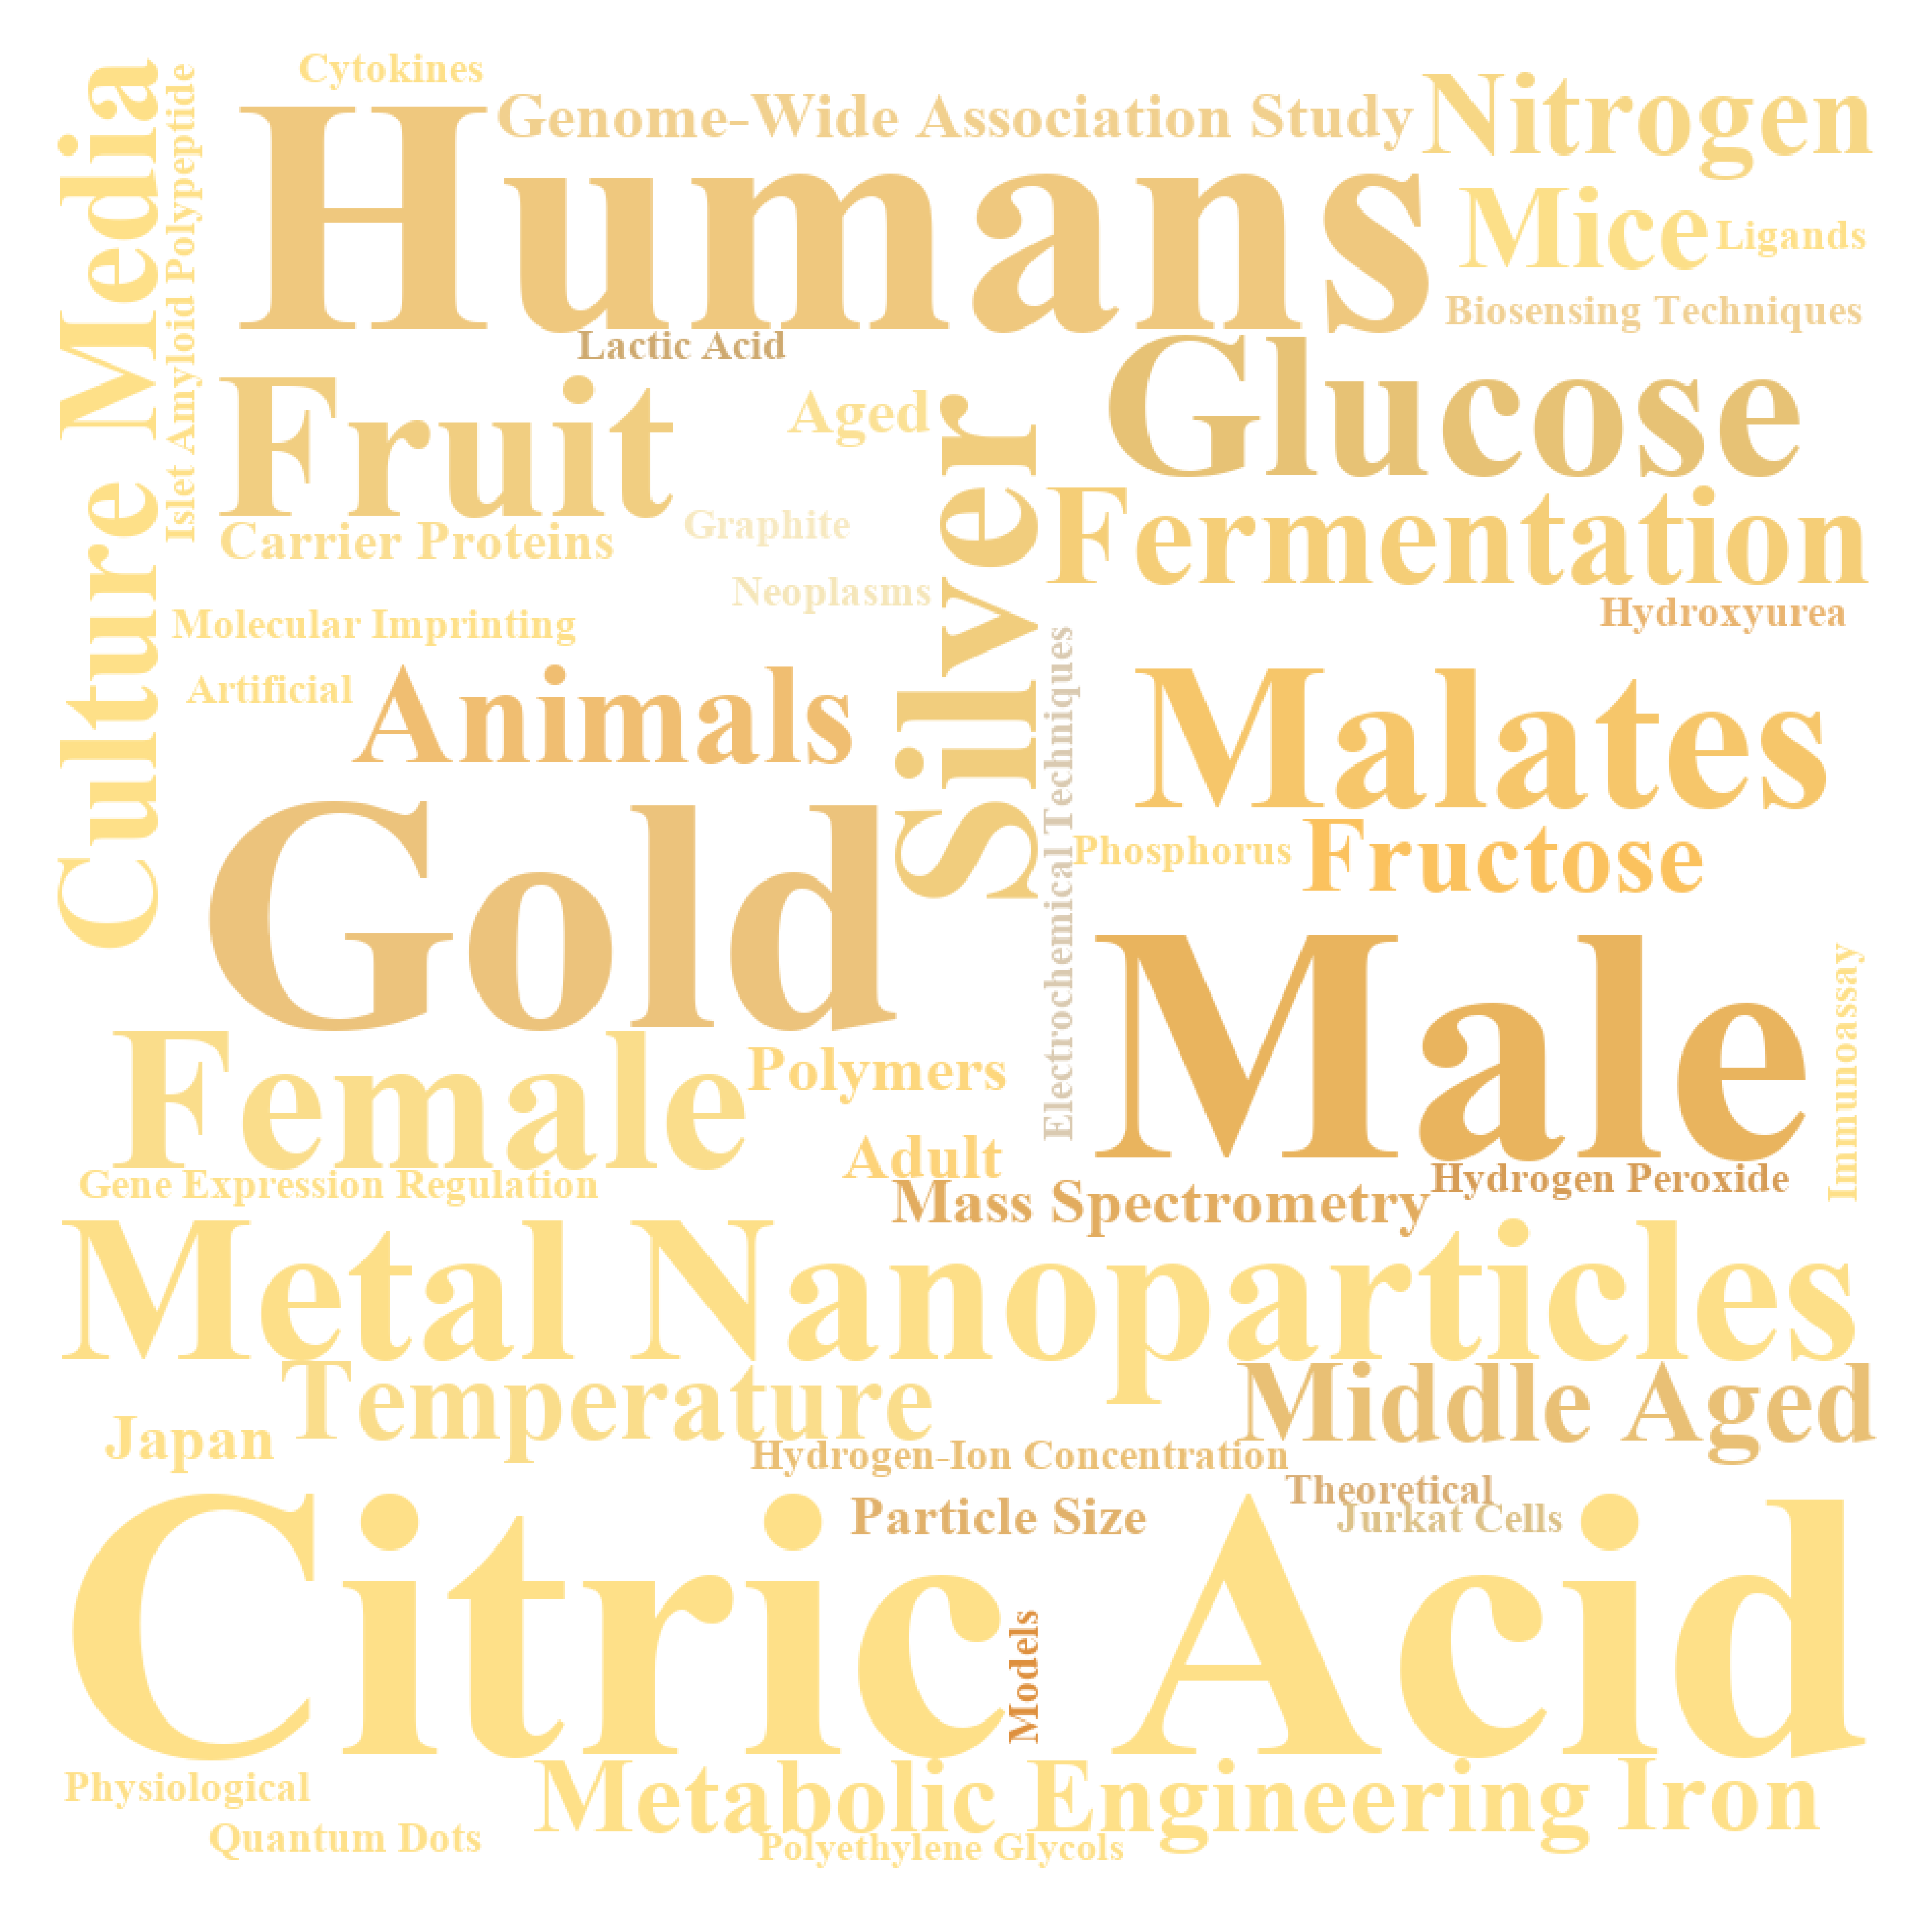 Cytokines
Genome-Wide Association Study
Nitrogen
Humans
Mice
Ligands
Biosensing Techniques
Culture Media
Islet Amyloid Polypeptide
Lactic Acid
Glucose
Fruit
Aged
Silver
Fermentation
Carrier Proteins
Graphite
Neoplasms
Hydroxyurea
Molecular Imprinting
Artificial
Animals
Electrochemical Techniques
Malates
Gold
Phosphorus
Fructose
Male
Immunoassay
Female
Polymers
Adult
Gene Expression Regulation
Mass Spectrometry
Hydrogen Peroxide
Metal Nanoparticles
Temperature
Middle Aged
Japan
Hydrogen-Ion Concentration
Theoretical
Particle Size
Jurkat Cells
Citric Acid
Models
Physiological
Metabolic Engineering
Iron
Quantum Dots
Polyethylene Glycols